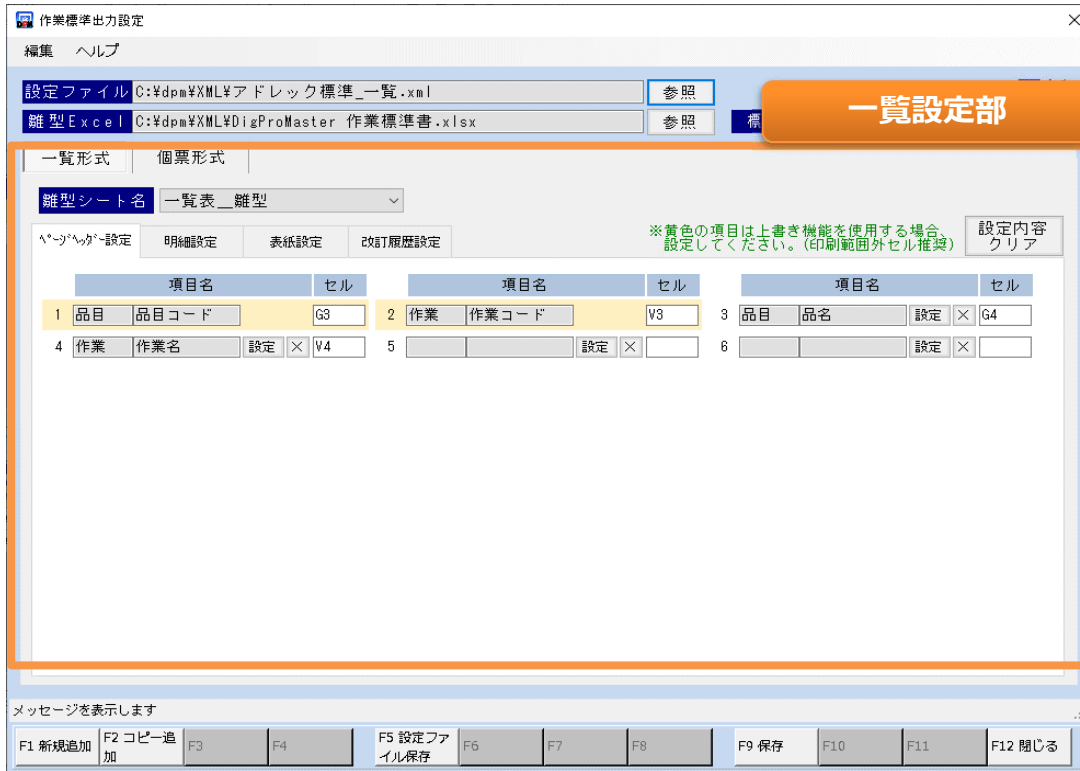 作業標準出力設定
編集 ヘルプ
設定ファイル C:¥dpm¥XML¥アドレック標準_一覧.xml 参照
雛型Excel C:¥dpm¥XML¥DigProMaster 作業標準書.xlsx 参照 標
一覧設定部
一覧形式 個票形式
雛型シート名 一覧表__雛型
ﾍﾟｰｼﾞﾍｯﾀﾞｰ設定 明細設定 表紙設定 改訂履歴設定
※黄色の項目は上書き機能を使用する場合、
設定してください。(印刷範囲外セル推奨)
設定内容
クリア
項目名 セル 項目名 セル 項目名 セル
1 品目 品目コード G3 2 作業 作業コード V3 3 品目 品名 設定 × G4
4 作業 作業名 設定 × V4 5 設定 × 6 設定 ×
メッセージを表示します
F1 新規追加 F2 コピー追
加 F3 F4 F5 設定ファ
イル保存 F6 F7 F8 F9 保存 F10 F11 F12 閉じる